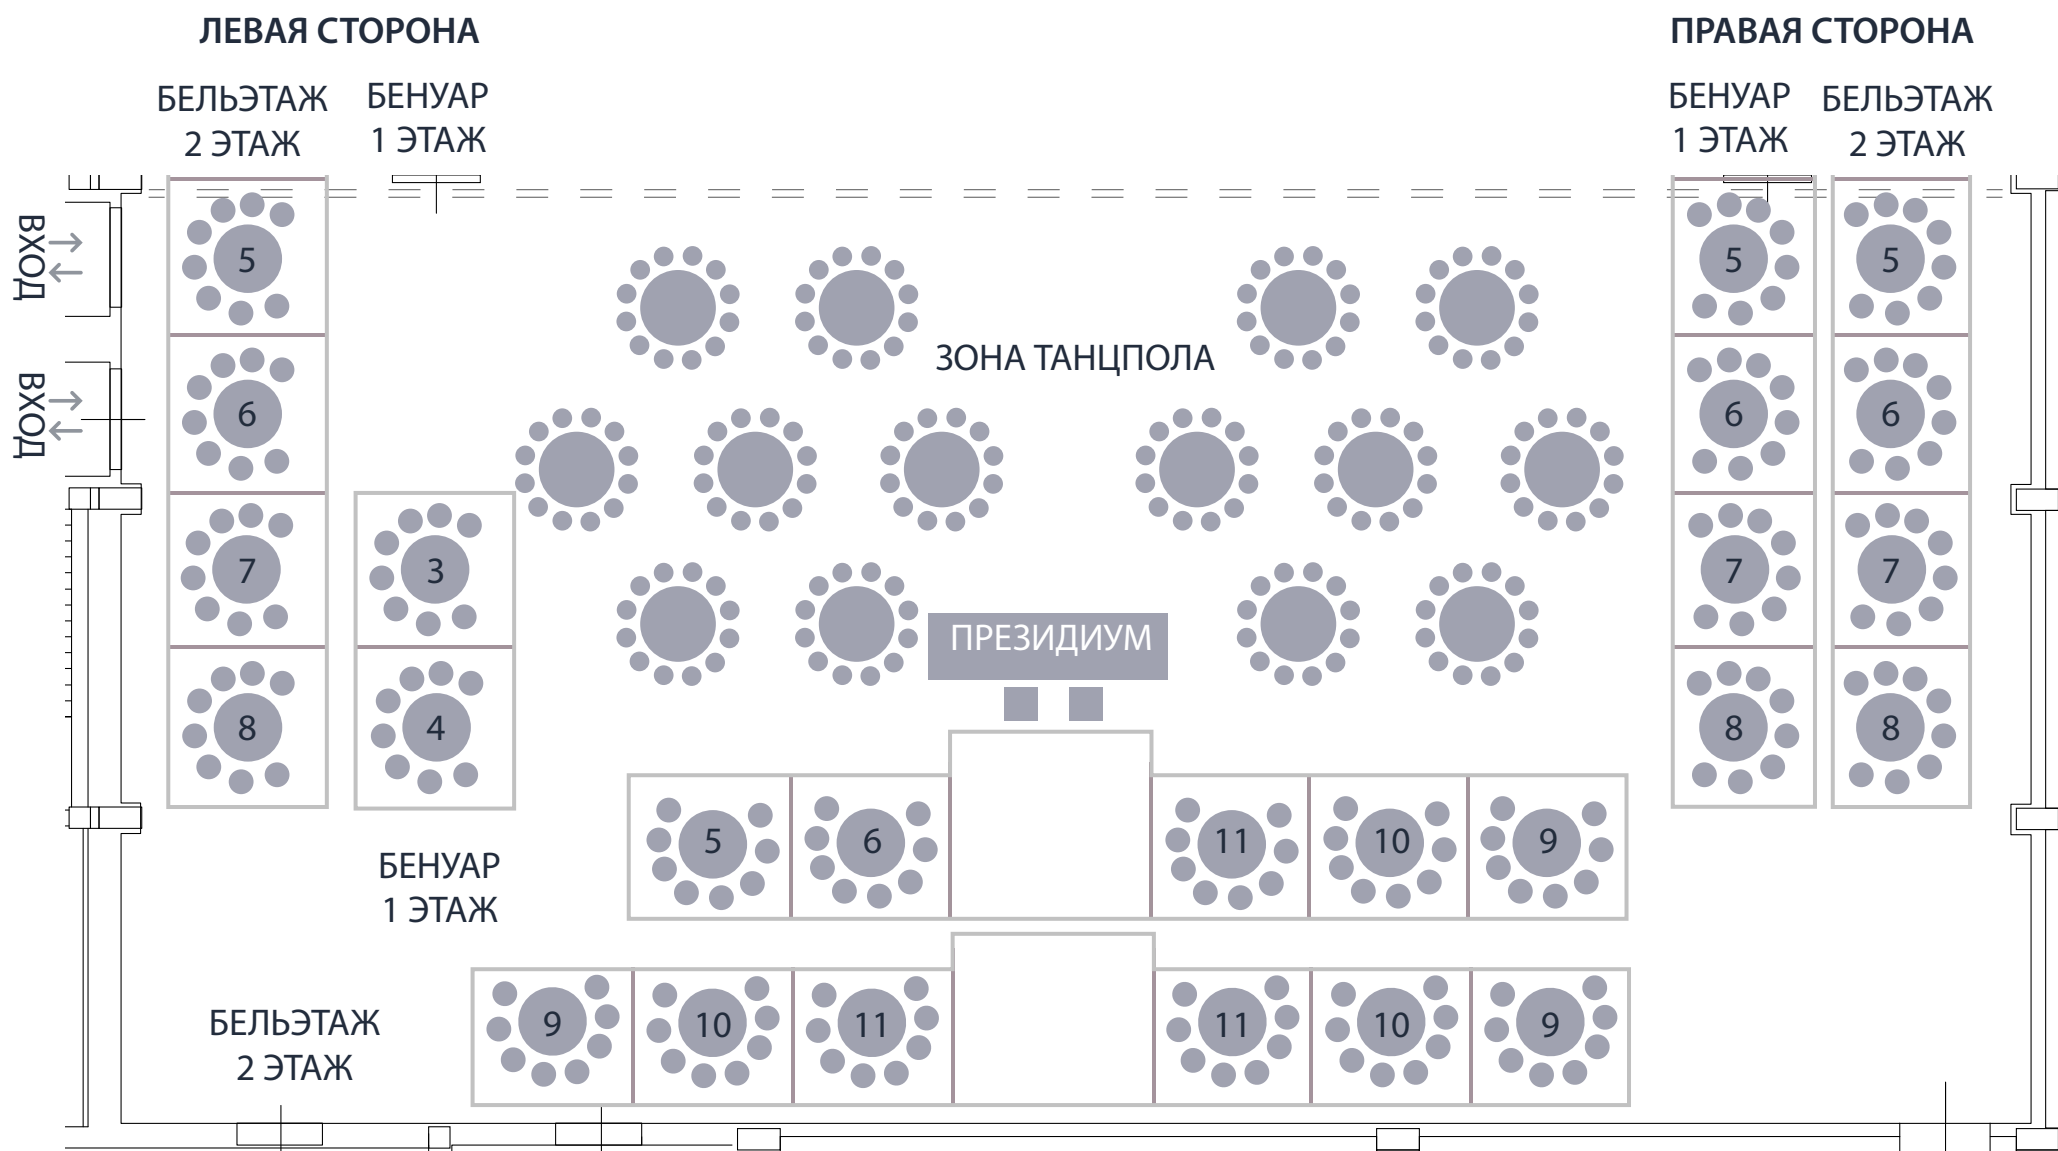 ЛЕВАЯ СТОРОНА
ПРАВАЯ СТОРОНА
БЕЛЬЭТАЖ
2 ЭТАЖ
БЕНУАР
1 ЭТАЖ
БЕНУАР
1 ЭТАЖ
БЕЛЬЭТАЖ
2 ЭТАЖ
ВХОД
ВХОД
5
6
7
8
3
4
ЗОНА ТАНЦПОЛА
ПРЕЗИДИУМ
5
6
7
8
5
6
7
8
БЕНУАР
1 ЭТАЖ
5
6
11
10
9
БЕЛЬЭТАЖ
2 ЭТАЖ
9
10
11
11
10
9